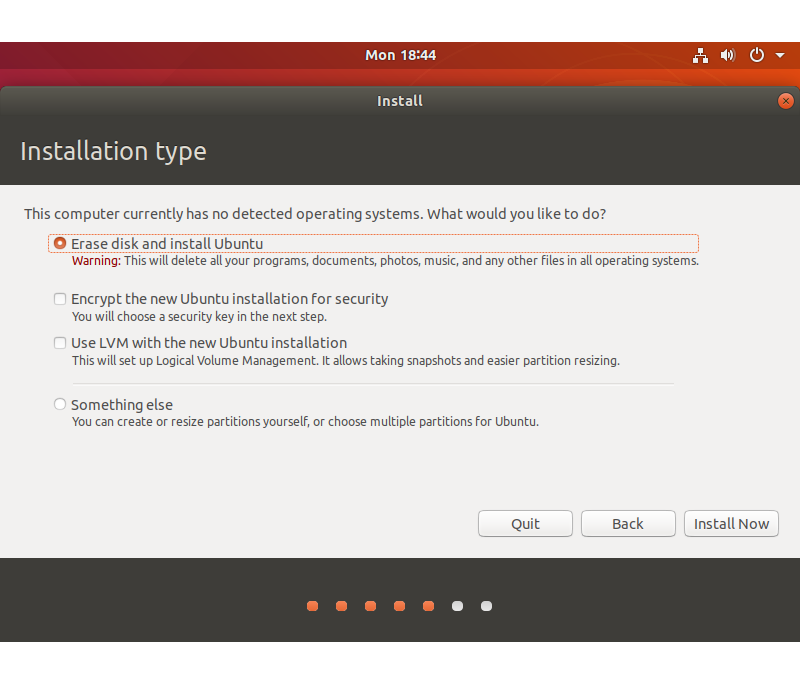 Mon 18:44
Install
Installation type
This computer currently has no detected operating systems. What would you like to do?
Erase disk and install Ubuntu
Warning: This will delete all your programs, documents, photos, music, and any other files in all operating systems.
Encrypt the new Ubuntu installation for security
You will choose a security key in the next step.
Use LVM with the new Ubuntu installation
This will set up Logical Volume Management. It allows taking snapshots and easier partition resizing.
Something else
You can create or resize partitions yourself, or choose multiple partitions for Ubuntu.
Quit Back Install Now